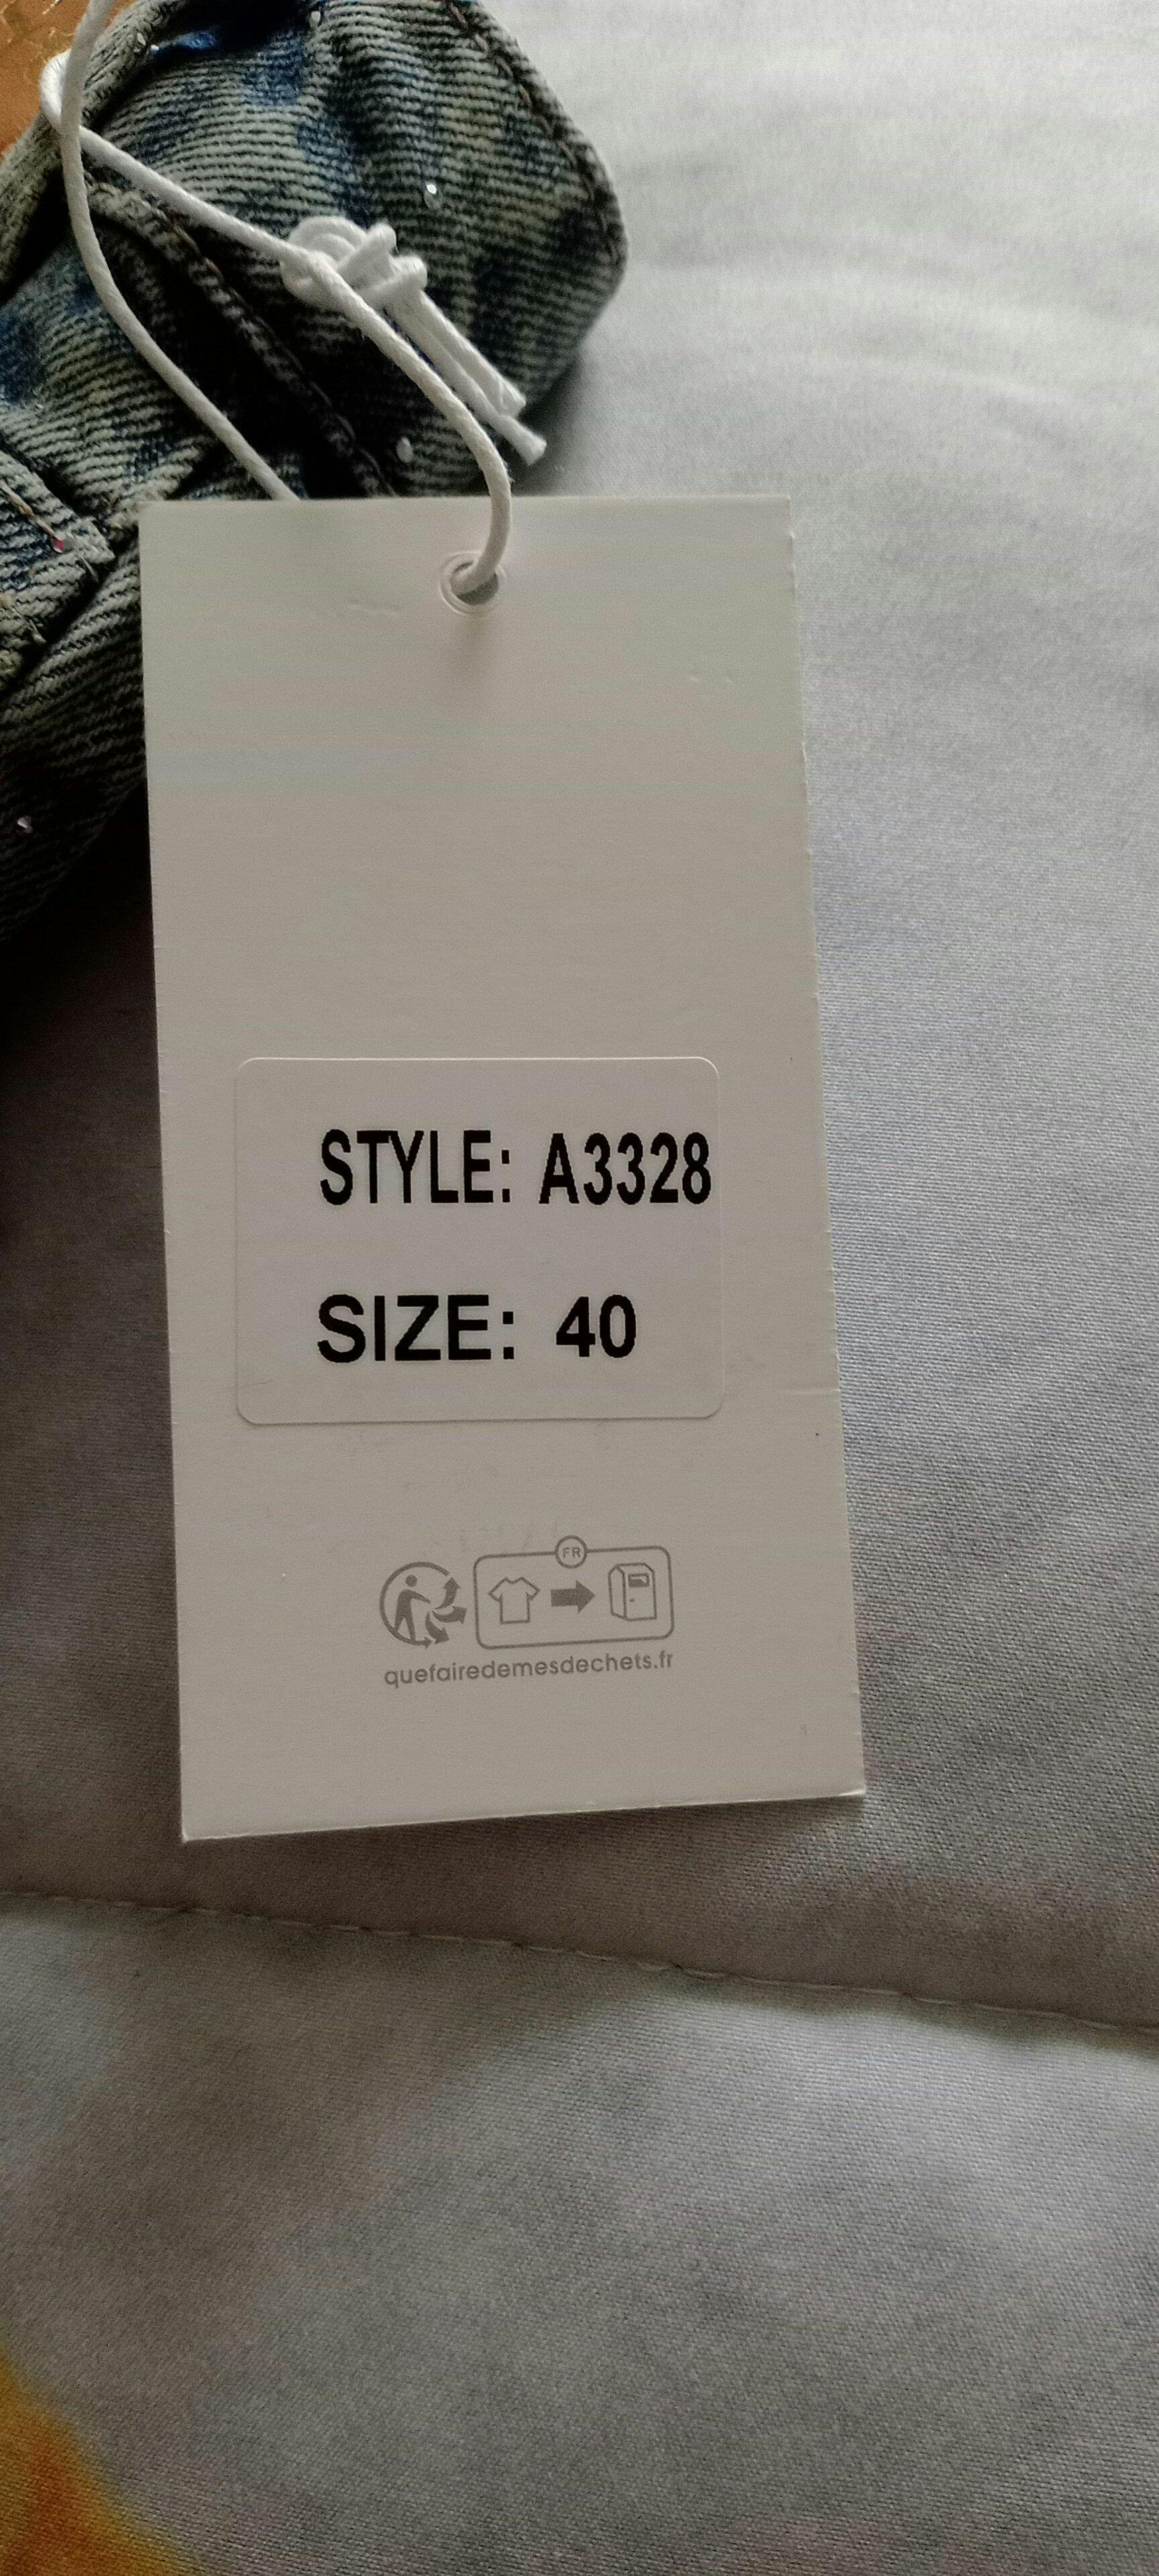 STYLE: A3328
SIZE: 40
FR
quefairedemesdechets.fr